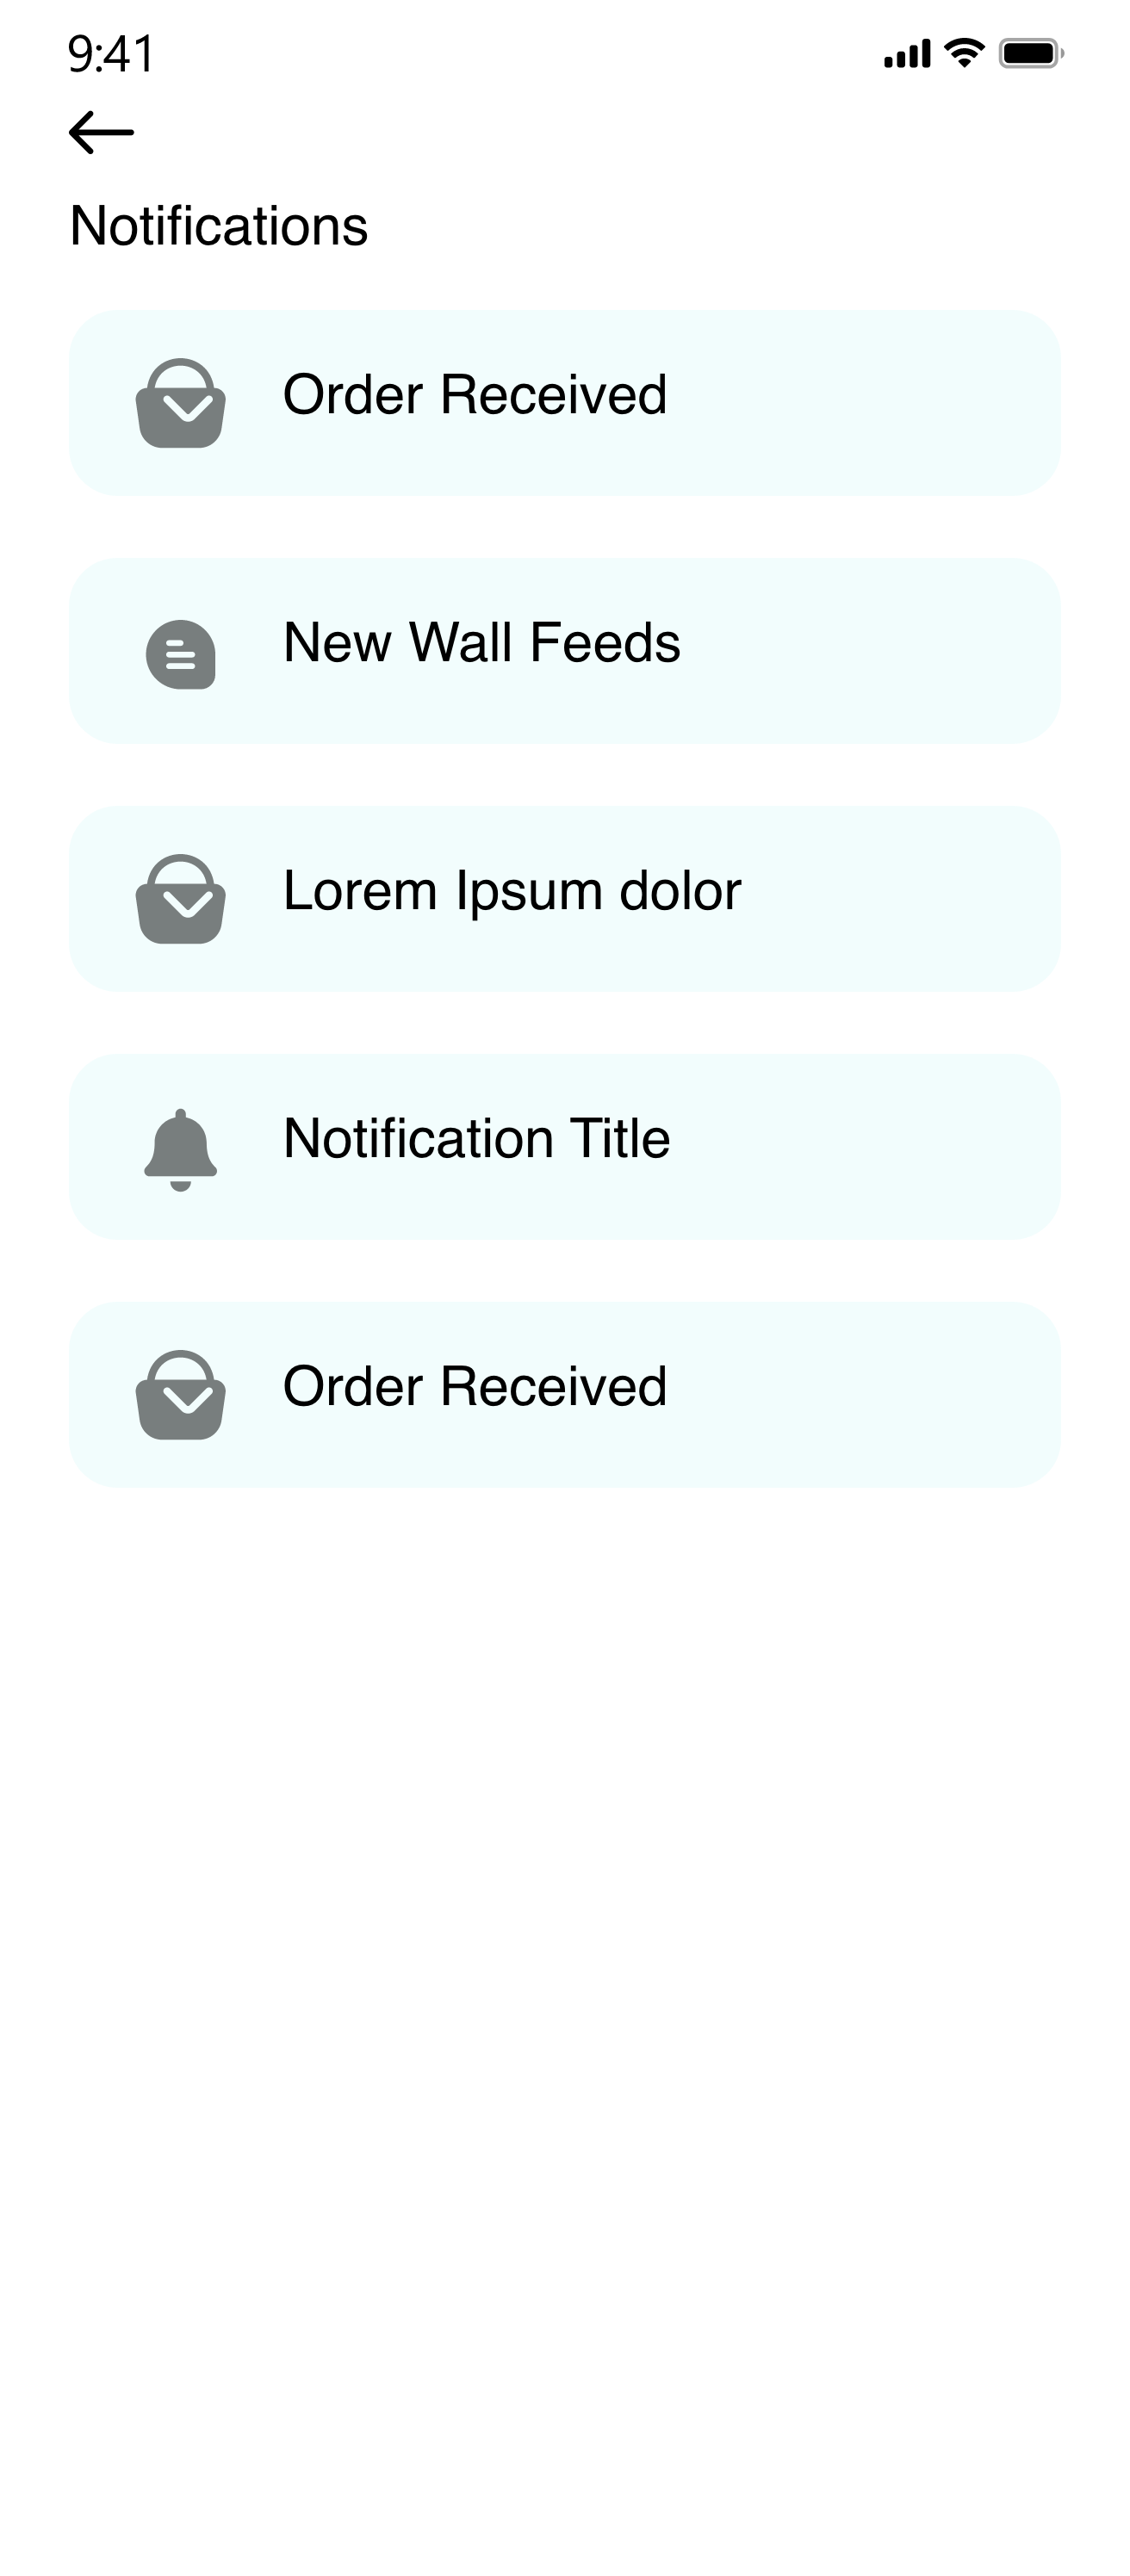 9:41
Notifications
Order Received
New Wall Feeds
Lorem Ipsum dolor
Notification Title
Order Received